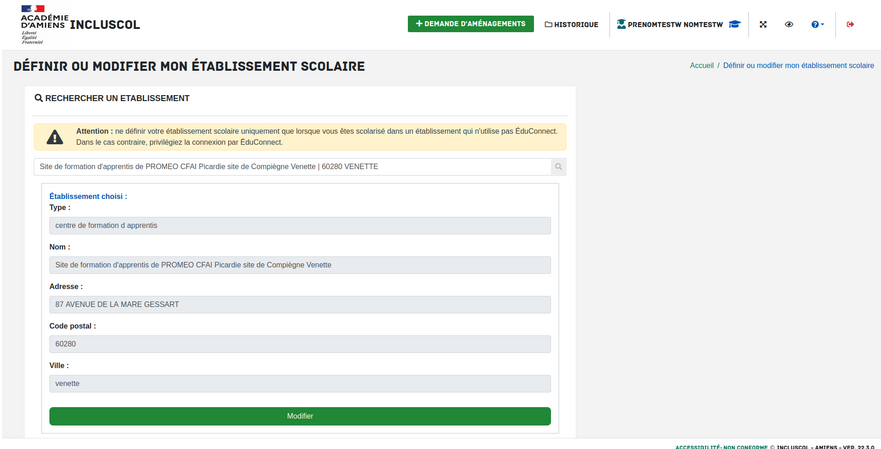 ACADÉMIE
D'AMIENS
Liberté
Égalité
Fraternité
INCLUSCOL
DEMANDE D'AMÉNAGEMENTS
HISTORIQUE
PRENOMTESTW NOMTESTW
DÉFINIR OU MODIFIER MON ÉTABLISSEMENT SCOLAIRE
Accueil / Définir ou modifier mon établissement scolaire
RECHERCHER UN ETABLISSEMENT
Attention : ne définir votre établissement scolaire uniquement que lorsque vous êtes scolarisé dans un établissement qui n'utilise pas ÉduConnect.
Dans le cas contraire, privilégiez la connexion par ÉduConnect.
Site de formation d'apprentis de PROMEO CFAI Picardie site de Compiègne Venette | 60280 VENETTE
Établissement choisi :
Type :
centre de formation d apprentis
Nom :
Site de formation d'apprentis de PROMEO CFAI Picardie site de Compiègne Venette
Adresse :
87 AVENUE DE LA MARE GESSART
Code postal :
60280
Ville :
venette
Modifier
ACCESSIBILITÉ: NON CONFORME © INCLUSCOL - AMIENS - VER. 22.3.0